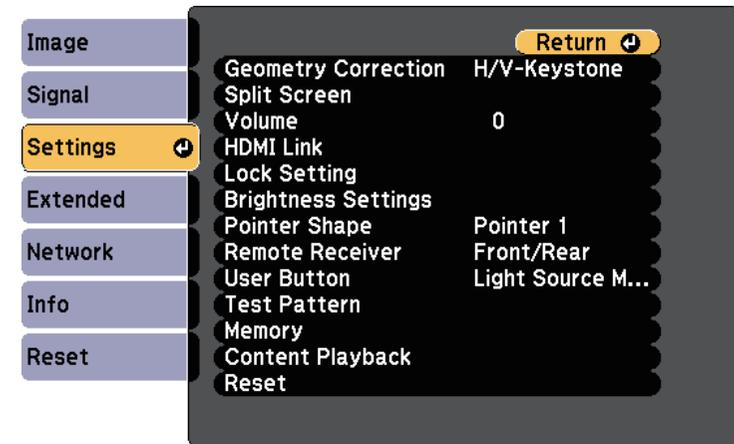 Image
Signal
Settings
Extended
Network
Info
Reset
Return
Geometry Correction H/V-Keystone
Split Screen
Volume 0
HDMI Link
Lock Setting
Brightness Settings
Pointer Shape Pointer 1
Remote Receiver Front/Rear
User Button Light Source M...
Test Pattern
Memory
Content Playback
Reset